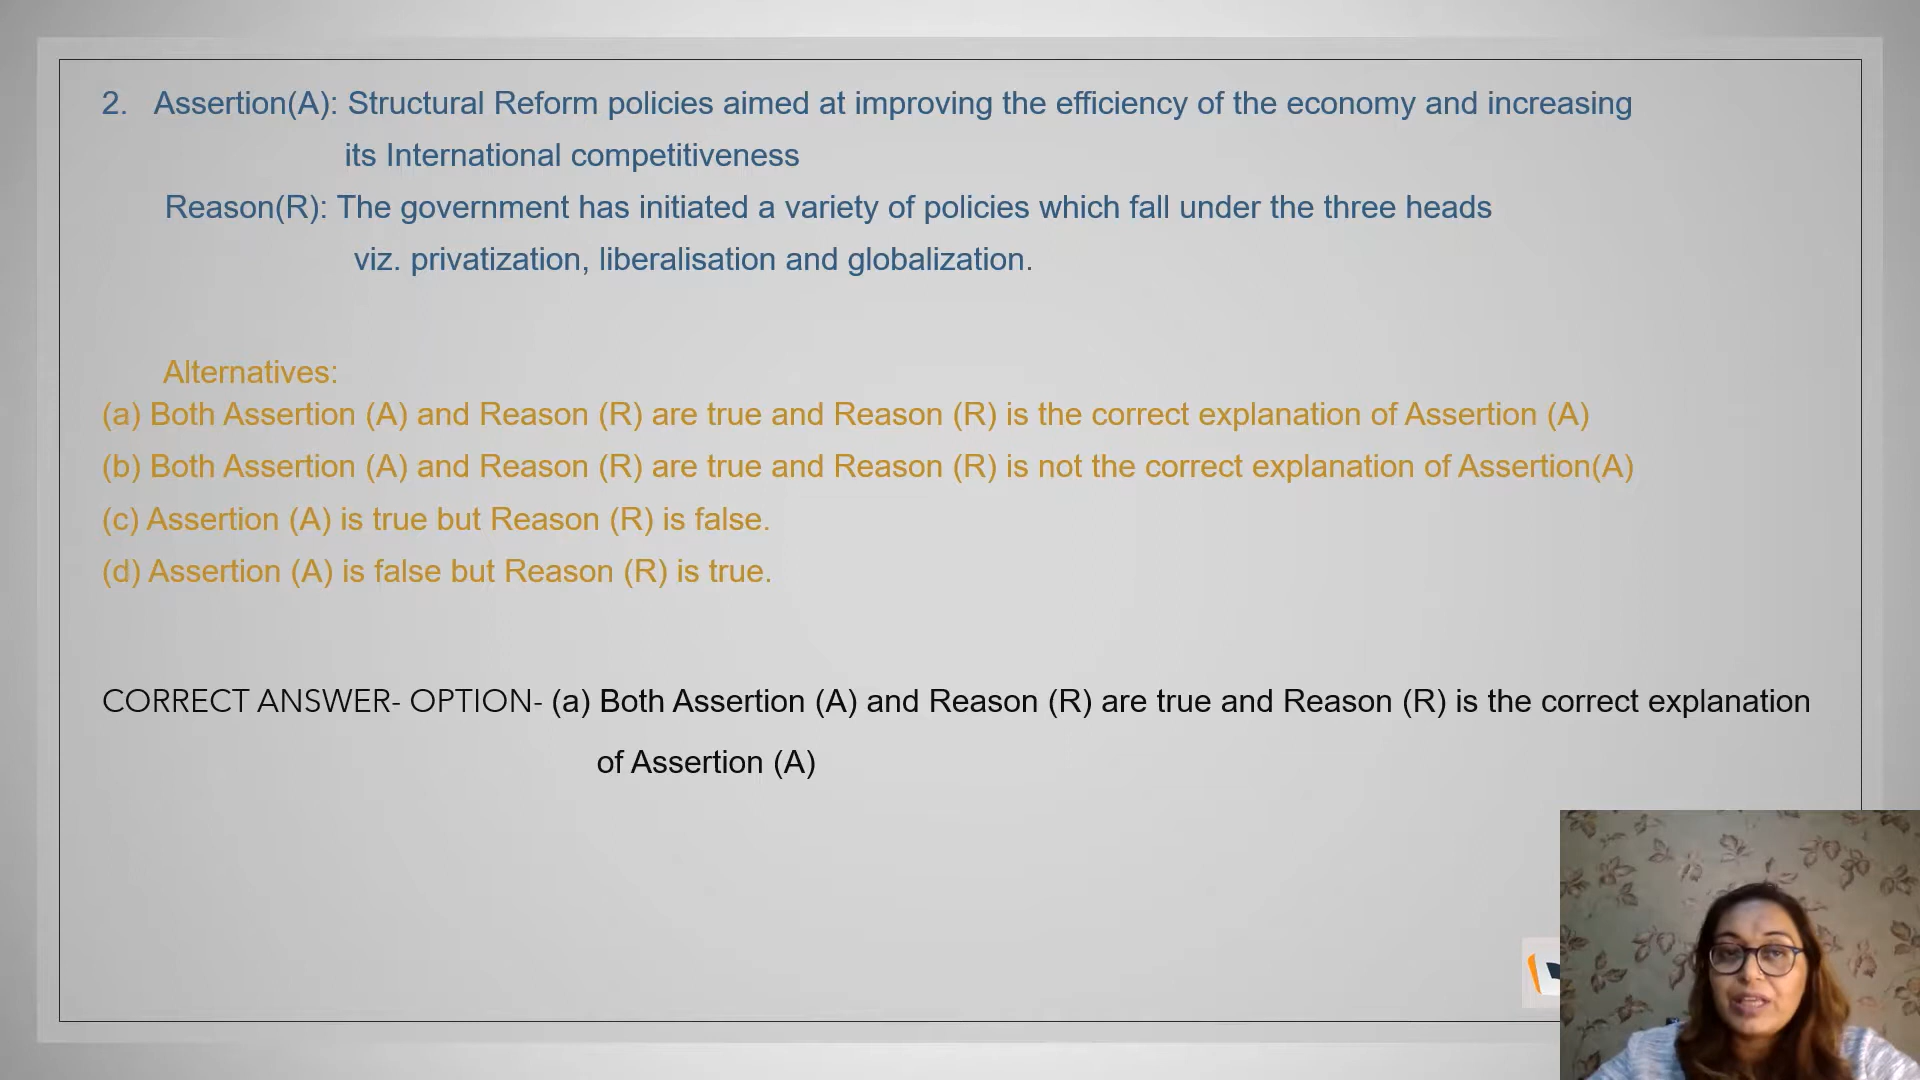 2. Assertion(A): Structural Reform policies aimed at improving the efficiency of the economy and increasing
its International competitiveness
Reason(R): The government has initiated a variety of policies which fall under the three heads
viz. privatization, liberalisation and globalization.
Alternatives:
(a) Both Assertion (A) and Reason (R) are true and Reason (R) is the correct explanation of Assertion (A)
(b) Both Assertion (A) and Reason (R) are true and Reason (R) is not the correct explanation of Assertion(A)
(c) Assertion (A) is true but Reason (R) is false.
(d) Assertion (A) is false but Reason (R) is true.
CORRECT ANSWER- OPTION- (a) Both Assertion (A) and Reason (R) are true and Reason (R) is the correct explanation
of Assertion (A)